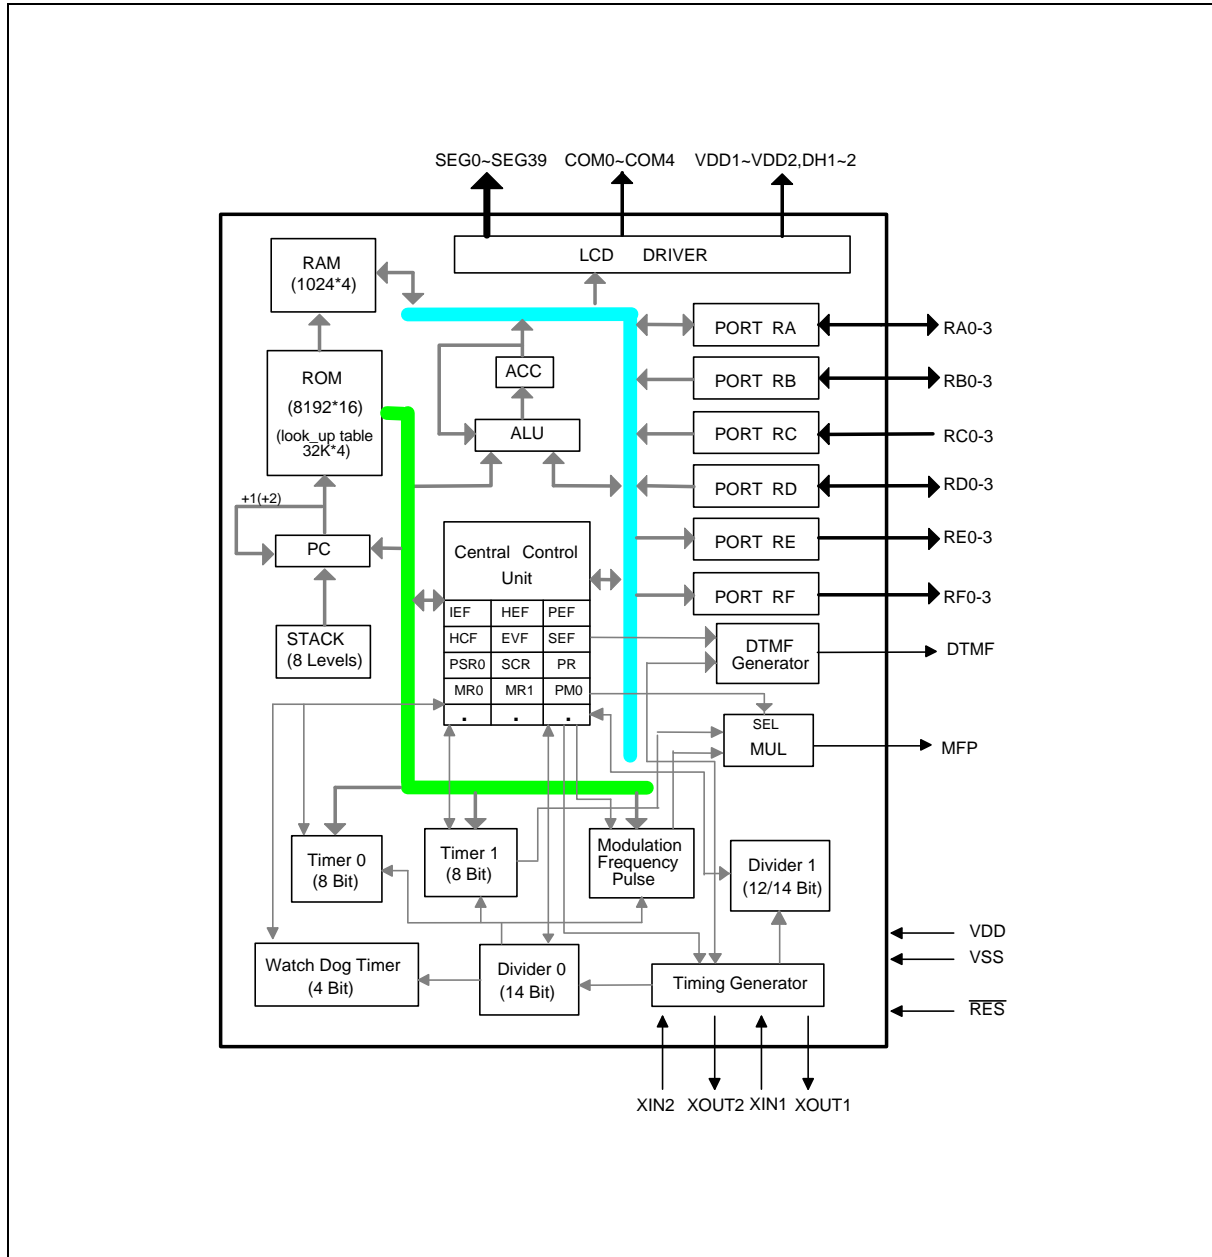 SEG0~SEG39 COM0~COM4 VDD1~VDD2,DH1~2
LCD DRIVER
RAM
(1024*4)
ROM
(8192*16)
(look_up table
32K*4)
+1(+2)
PC
STACK
(8 Levels)
ACC
ALU
Central Control
Unit
IEF HEF PEF
HCF EVF SEF
PSR0 SCR PR
MR0 MR1 PM0
. . .
PORT RA RA0-3
PORT RB RB0-3
PORT RC RC0-3
PORT RD RD0-3
PORT RE RE0-3
PORT RF RF0-3
DTMF
Generator
DTMF
SEL
MUL
MFP
Timer 0
(8 Bit)
Timer 1
(8 Bit)
Modulation
Frequency
Pulse
Divider 1
(12/14 Bit)
Watch Dog Timer
(4 Bit)
Divider 0
(14 Bit)
Timing Generator
VDD
VSS
RES
XIN2 XOUT2 XIN1 XOUT1